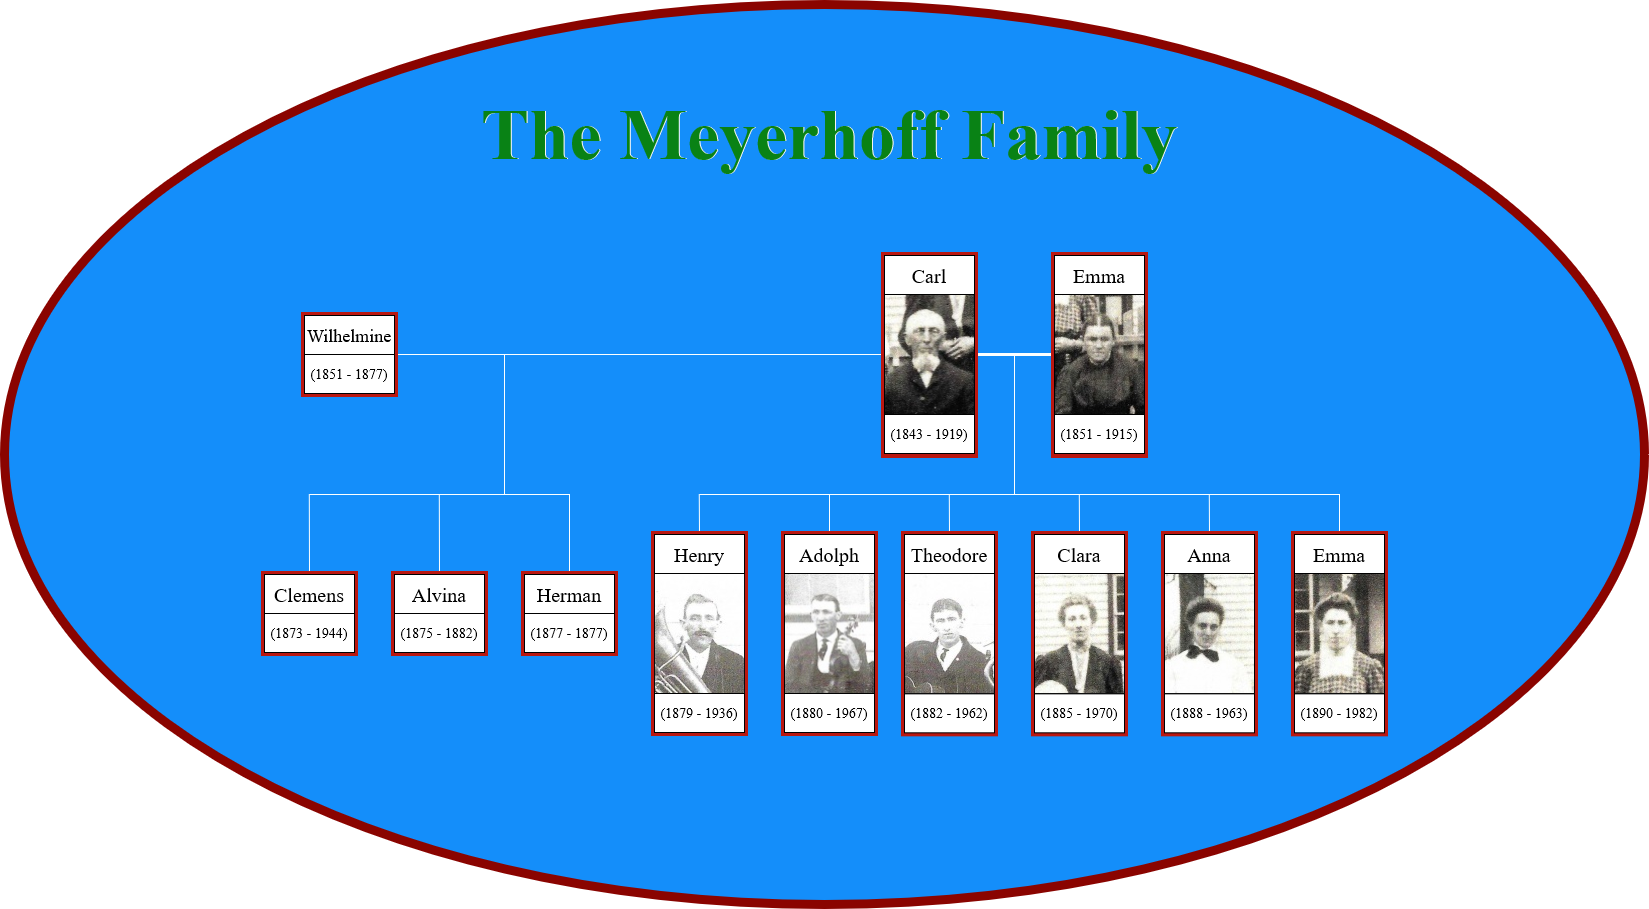 The Meyerhoff Family
Carl
Emma
Wilhelmine
(1851 - 1877)
(1843 - 1919)
(1851 - 1915)
Henry
Adolph
Theodore
Clara
Anna
Emma
Clemens
Alvina
Herman
(1873 - 1944)
(1875 - 1882)
(1877 - 1877)
(1879 - 1936)
(1880 - 1967)
(1882 - 1962)
(1885 - 1970)
(1888 - 1963)
(1890 - 1982)